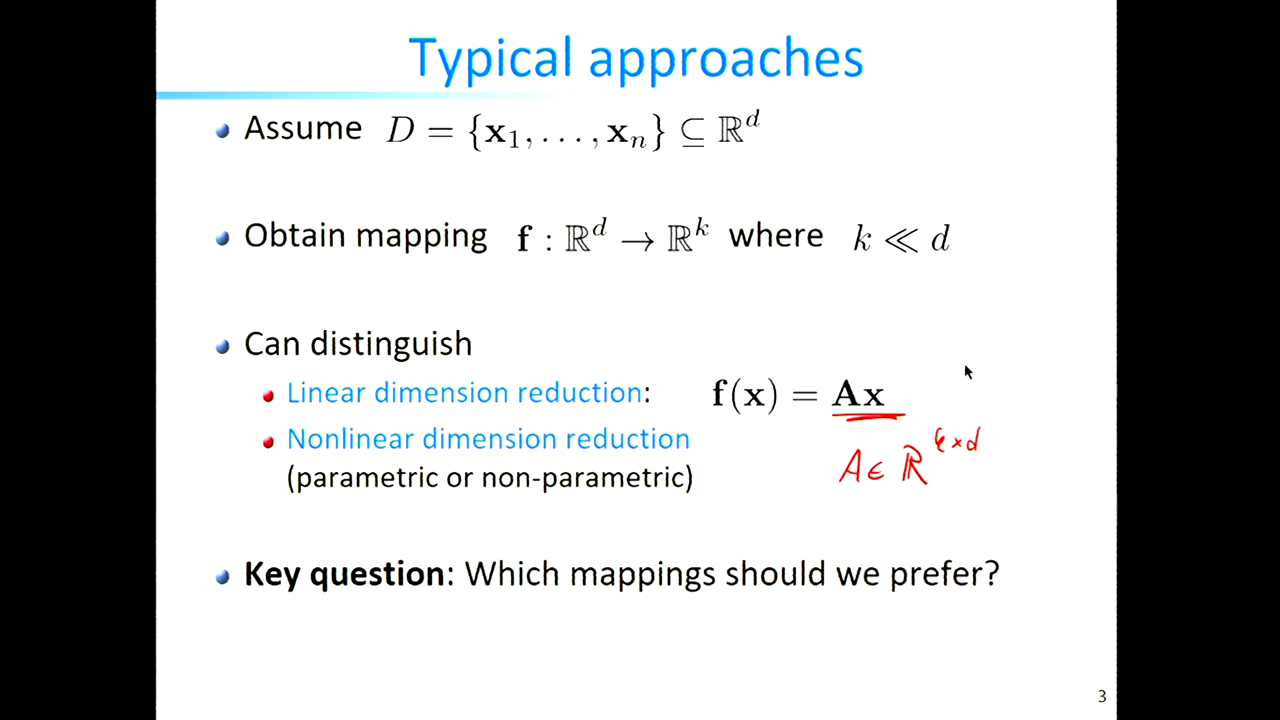 Typical approaches
Assume D = {x₁, . . . , xₙ} ⊆ ℝᵈ
Obtain mapping f : ℝᵈ → ℝᵏ where k ≪ d
Can distinguish
Linear dimension reduction: f(x) = Ax
Nonlinear dimension reduction
(parametric or non-parametric)
A ∈ ℝᵏˣᵈ
Key question: Which mappings should we prefer?
3